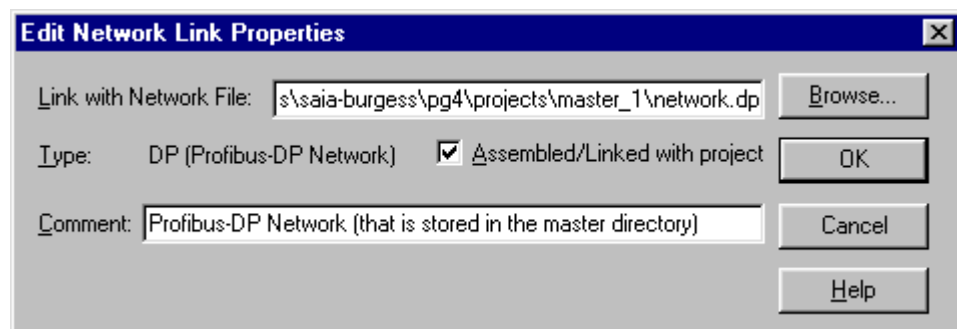 Edit Network Link Properties
Link with Network File: s\saia-burgess\pg4\projects\master_1\network.dp Browse...
Type: DP (Profibus-DP Network) Assembled/Linked with project OK
Comment: Profibus-DP Network (that is stored in the master directory) Cancel
Help